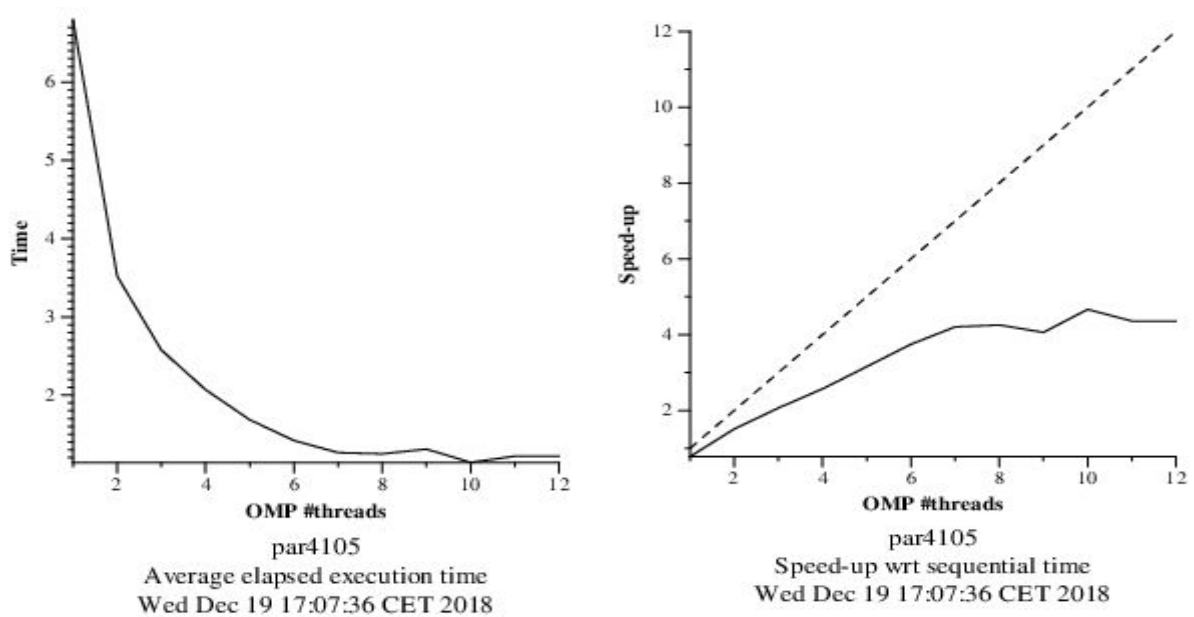 6
5
4
3
2
Time
2
4
6
8
10
12
OMP #threads
par4105
Average elapsed execution time
Wed Dec 19 17:07:36 CET 2018
12
10
8
6
4
2
Speed-up
2
4
6
8
10
12
OMP #threads
par4105
Speed-up wrt sequential time
Wed Dec 19 17:07:36 CET 2018